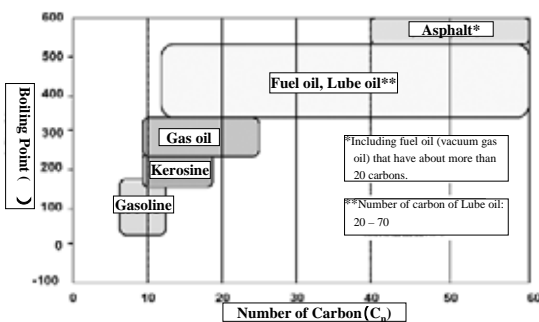 600
500
400
300
200
100
0
-100
Boiling Point ( )
Asphalt*
Fuel oil, Lube oil**
Gas oil
Kerosine
Gasoline
*Including fuel oil (vacuum gas
oil) that have about more than
20 carbons.
**Number of carbon of Lube oil:
20 – 70
0 10 20 30 40 50 60
Number of Carbon (Cn)